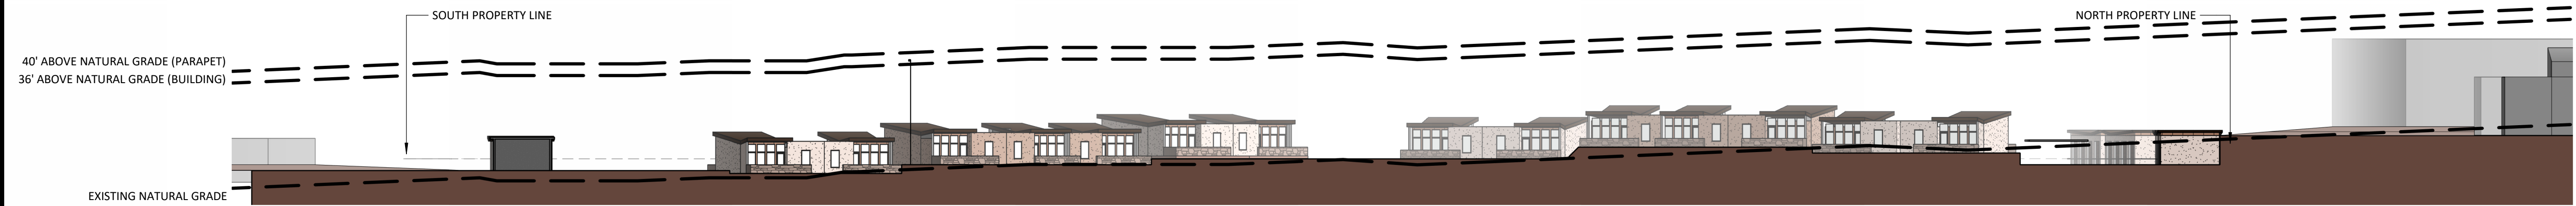 SOUTH PROPERTY LINE
NORTH PROPERTY LINE
40' ABOVE NATURAL GRADE (PARAPET)
36' ABOVE NATURAL GRADE (BUILDING)
EXISTING NATURAL GRADE